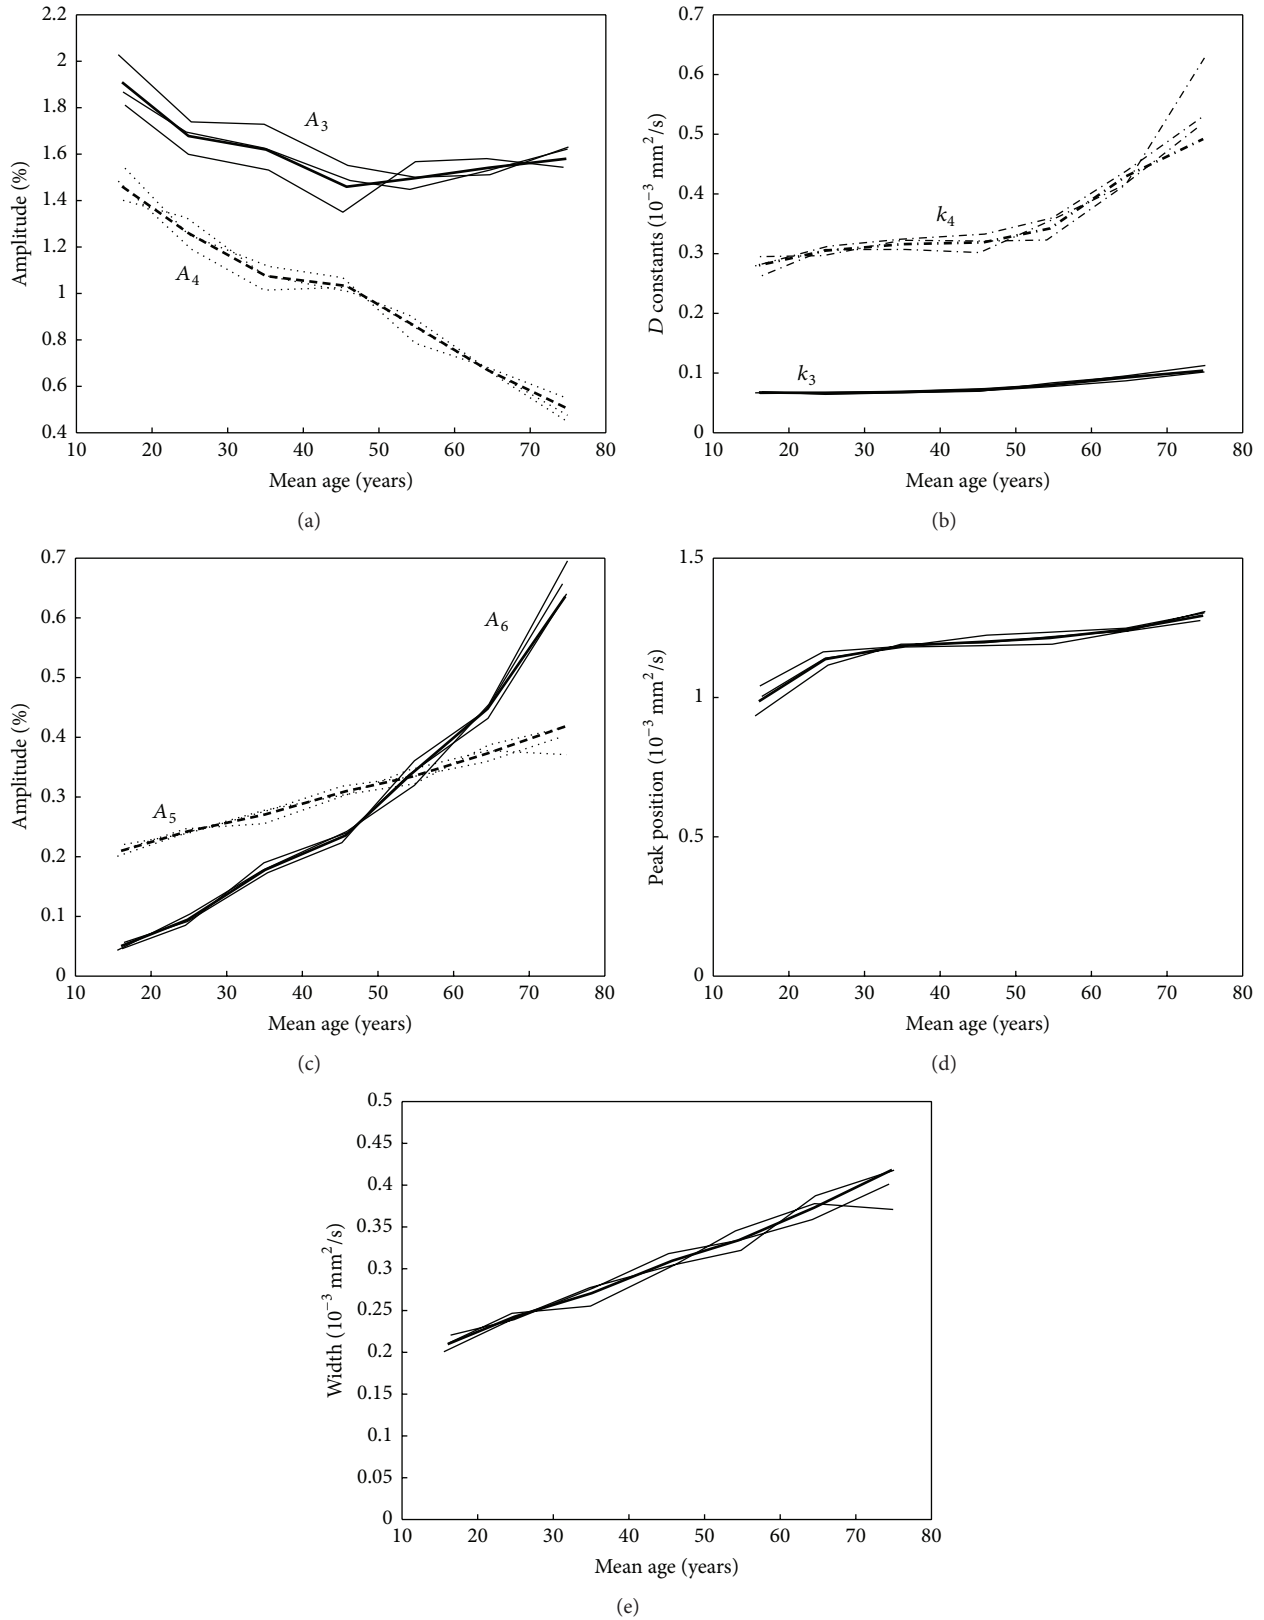 2.2
2
1.8
1.6
1.4
1.2
1
0.8
0.6
0.4
Amplitude (%)
A3
A4
10 20 30 40 50 60 70 80
Mean age (years)
(a)
0.7
0.6
0.5
0.4
0.3
0.2
0.1
0
D constants (10−3 mm2/s)
k4
k3
10 20 30 40 50 60 70 80
Mean age (years)
(b)
0.7
0.6
0.5
0.4
0.3
0.2
0.1
0
Amplitude (%)
A6
A5
10 20 30 40 50 60 70 80
Mean age (years)
(c)
1.5
1
0.5
0
Peak position (10−3 mm2/s)
10 20 30 40 50 60 70 80
Mean age (years)
(d)
0.5
0.45
0.4
0.35
0.3
0.25
0.2
0.15
0.1
0.05
0
Width (10−3 mm2/s)
10 20 30 40 50 60 70 80
Mean age (years)
(e)